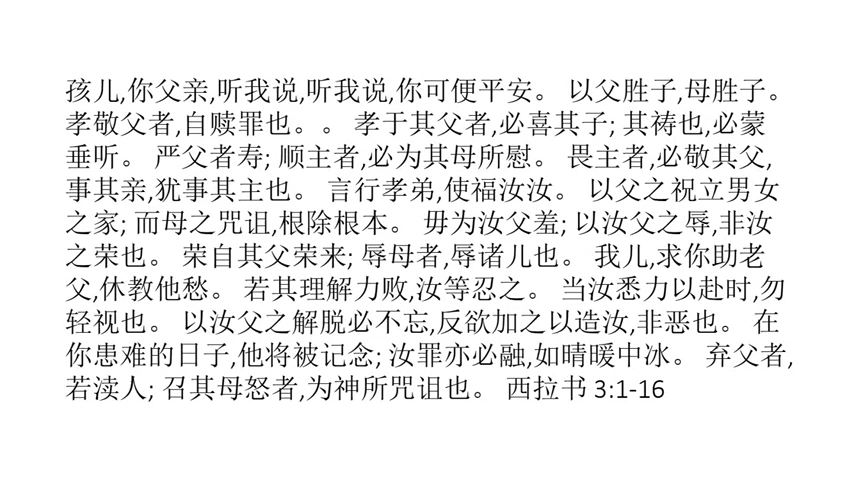 孩儿,你父亲,听我说,听我说,你可便平安。 以父胜子,母胜子。
孝敬父者,自赎罪也。。 孝于其父者,必喜其子; 其祷也,必蒙
垂听。 严父者寿; 顺主者,必为其母所慰。 畏主者,必敬其父,
事其亲,犹事其主也。 言行孝弟,使福汝汝。 以父之祝立男女
之家; 而母之咒诅,根除根本。 毋为汝父羞; 以汝父之辱,非汝
之荣也。 荣自其父荣来; 辱母者,辱诸儿也。 我儿,求你助老
父,休教他愁。 若其理解力败,汝等忍之。 当汝悉力以赴时,勿
轻视也。 以汝父之解脱必不忘,反欲加之以造汝,非恶也。 在
你患难的日子,他将被记念; 汝罪亦必融,如晴暖中冰。 弃父者,
若渎人; 召其母怒者,为神所咒诅也。 西拉书 3:1-16